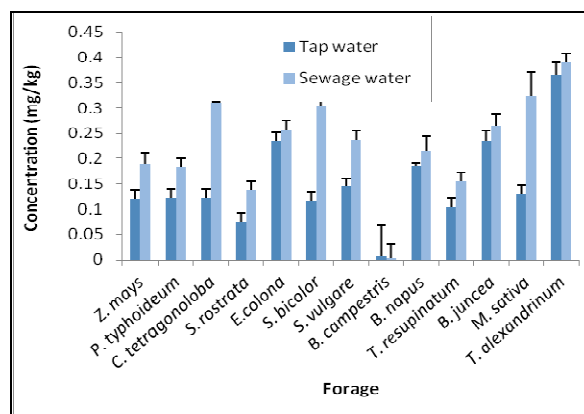 0.45
0.4
0.35
0.3
0.25
0.2
0.15
0.1
0.05
0
Concentration (mg/kg)
Tap water
Sewage water
Z. mays
P. typhoideum
C. tetragonoloba
S. rostrata
E.colona
S. bicolor
S. vulgare
B. campestris
B. napus
T. resupinatum
B. juncea
M. sativa
T. alexandrinum
Forage